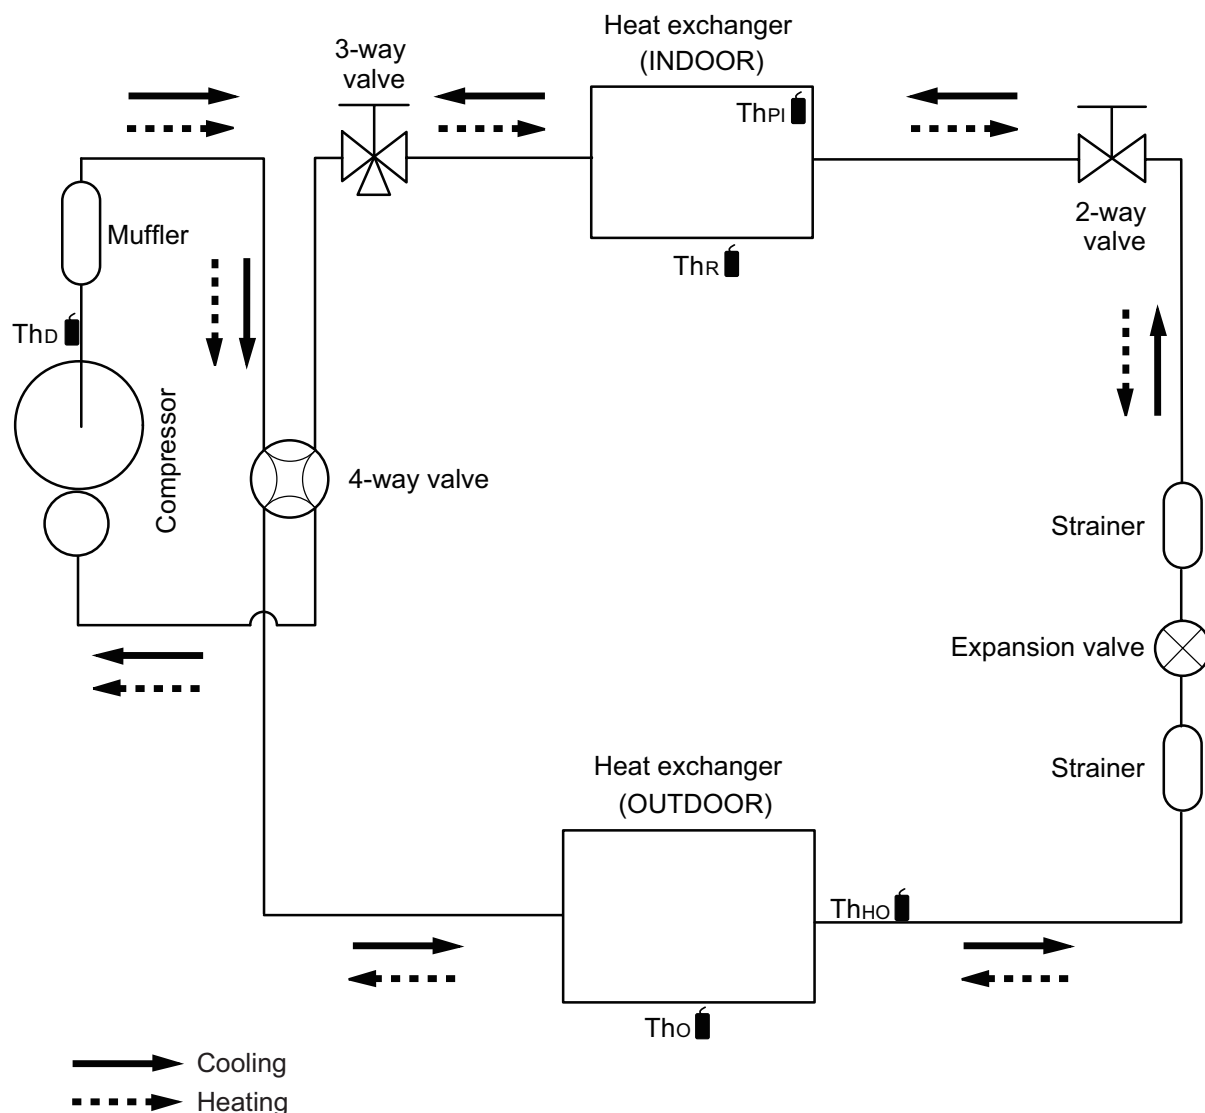 Heat exchanger
(INDOOR)
3-way
valve
ThPI
Muffler
2-way
valve
ThR
ThD
Compressor
4-way valve
Strainer
Expansion valve
Strainer
Heat exchanger
(OUTDOOR)
ThHO
ThO
Cooling
Heating